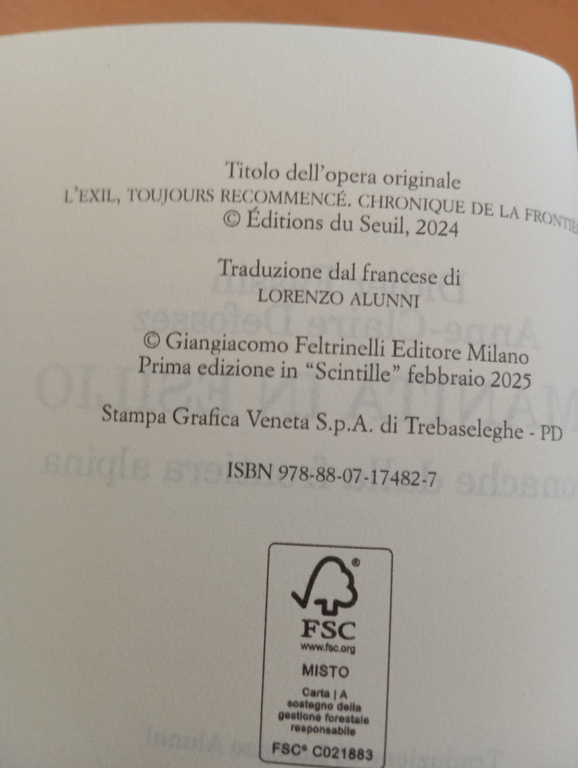 Titolo dell'opera originale
L'EXIL, TOUJOURS RECOMMENCÉ. CHRONIQUE DE LA
© Éditions du Seuil, 2024
Traduzione dal francese di
LORENZO ALUNNI
© Giangiacomo Feltrinelli Editore Milano
Prima edizione in “Scintille” febbraio 2025
Stampa Grafica Veneta S.p.A. di Trebaseleghe - PD
ISBN 978-88-07-17482-7
®
FSC
www.fsc.org
MISTO
Carta | A
sostegno della
gestione forestale
responsabile
FSC® C021883